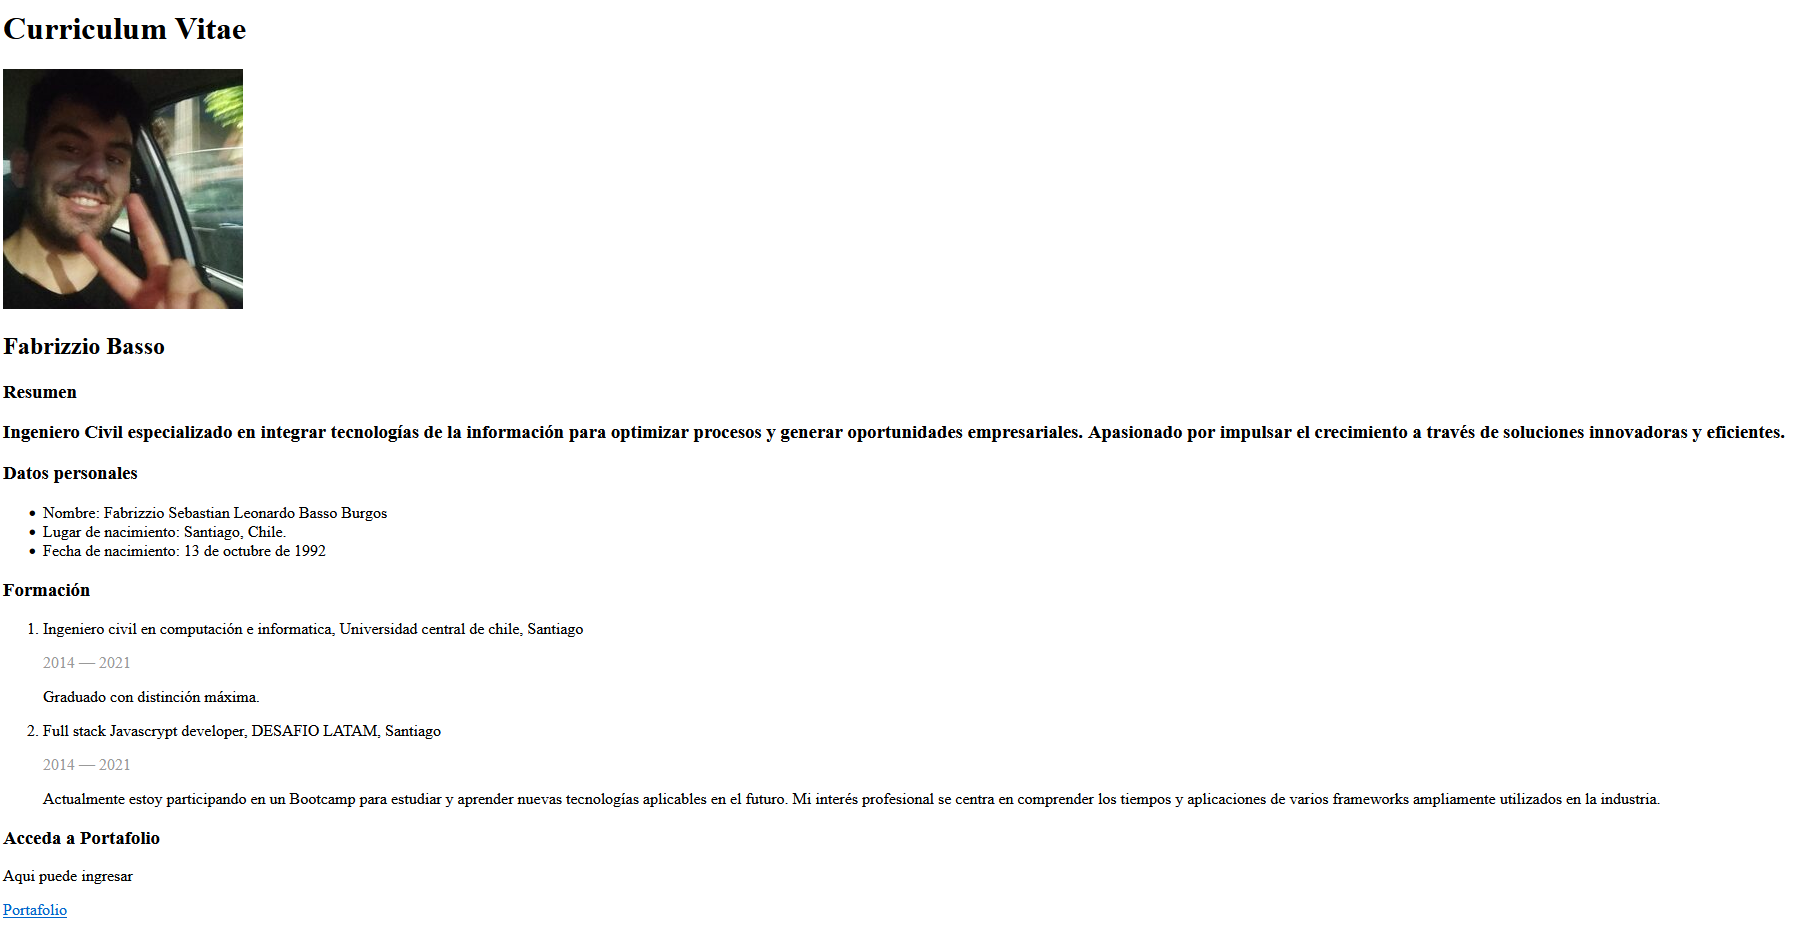 Curriculum Vitae
Fabrizzio Basso
Resumen
Ingeniero Civil especializado en integrar tecnologías de la información para optimizar procesos y generar oportunidades empresariales. Apasionado por impulsar el crecimiento a través de soluciones innovadoras y eficientes.
Datos personales
• Nombre: Fabrizzio Sebastian Leonardo Basso Burgos
• Lugar de nacimiento: Santiago, Chile.
• Fecha de nacimiento: 13 de octubre de 1992
Formación
1. Ingeniero civil en computación e informatica, Universidad central de chile, Santiago
2014 — 2021
Graduado con distinción máxima.
2. Full stack Javascrypt developer, DESAFIO LATAM, Santiago
2014 — 2021
Actualmente estoy participando en un Bootcamp para estudiar y aprender nuevas tecnologías aplicables en el futuro. Mi interés profesional se centra en comprender los tiempos y aplicaciones de varios frameworks ampliamente utilizados en la industria.
Acceda a Portafolio
Aqui puede ingresar
Portafolio